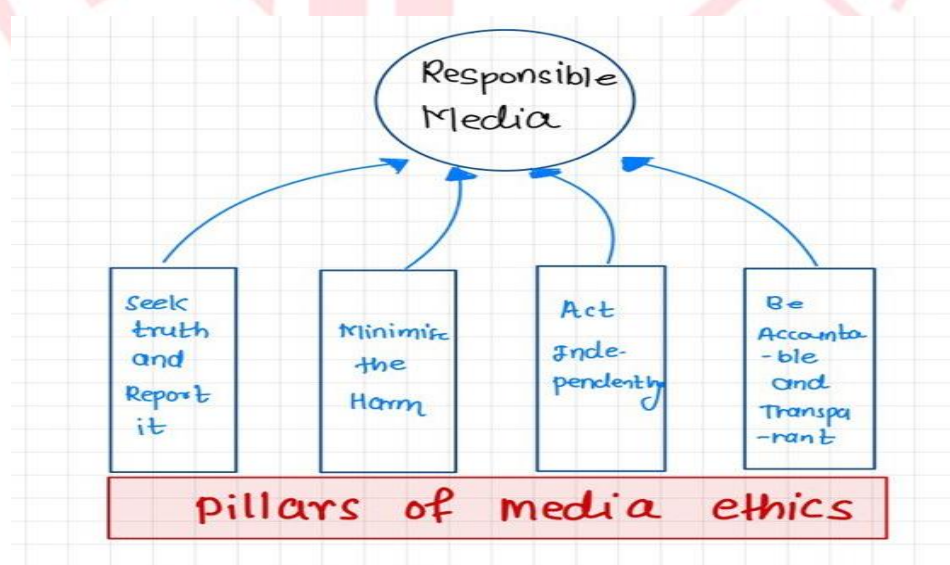 Responsible
Media
Seek
truth
and
Report
it
Minimise
the
Harm
Act
Inde-
pendently
Be
Accounta
-ble
and
Transpa
-rant
Pillars of media ethics